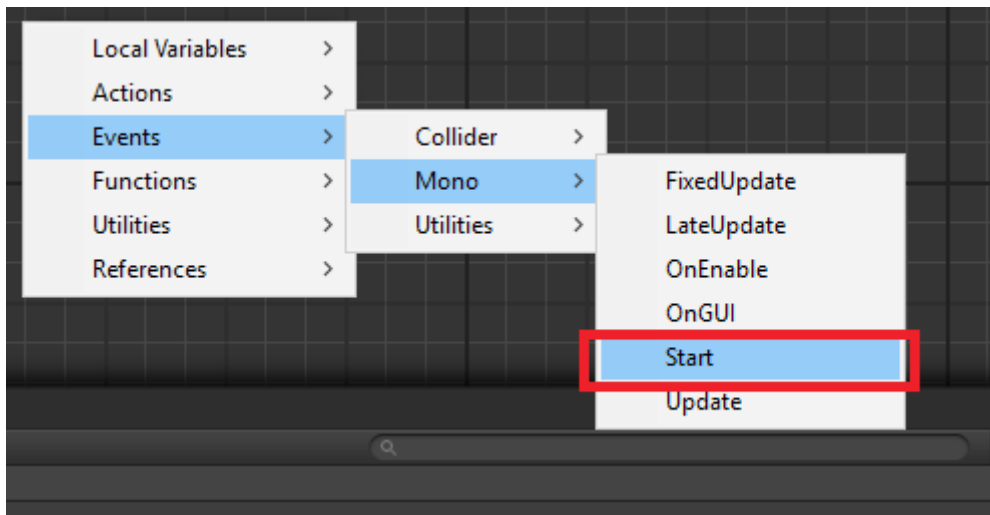 Local Variables
Actions
Events
Functions
Utilities
References
Collider
Mono
Utilities
FixedUpdate
LateUpdate
OnEnable
OnGUI
Start
Update